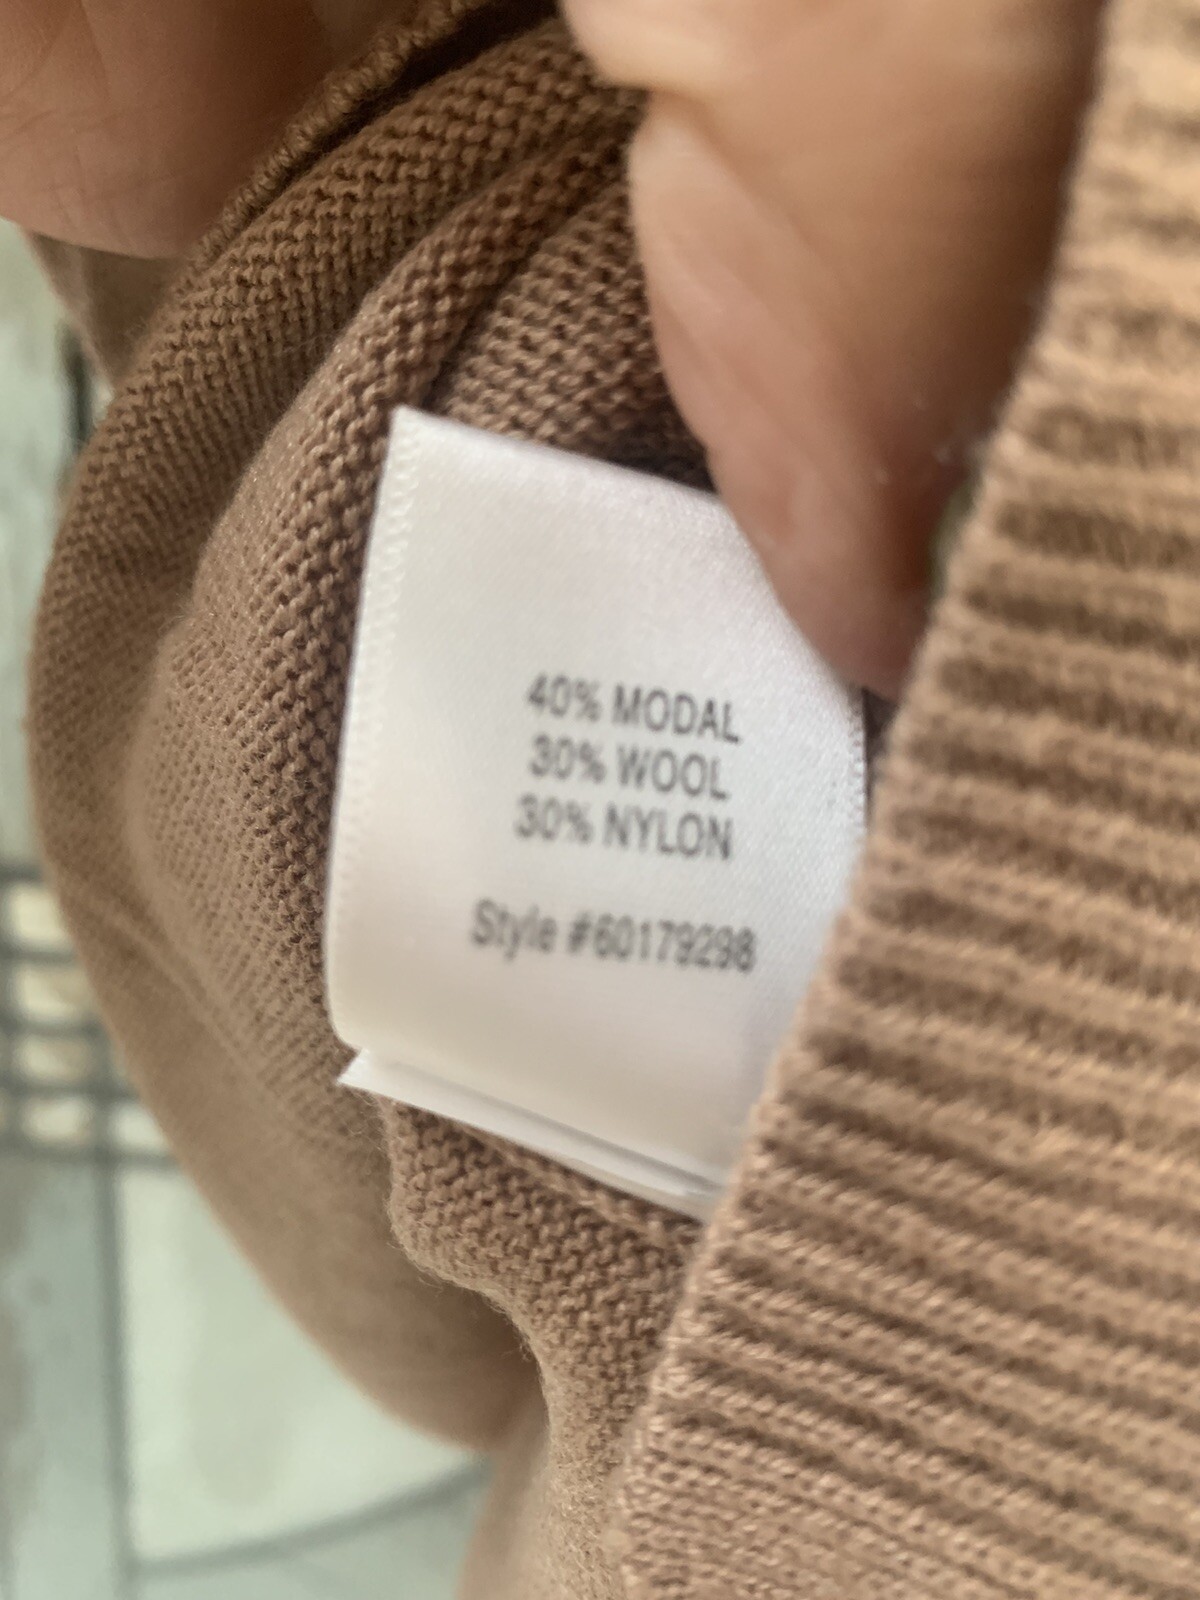 40% MODAL
30% WOOL
30% NYLON
Style #60179298